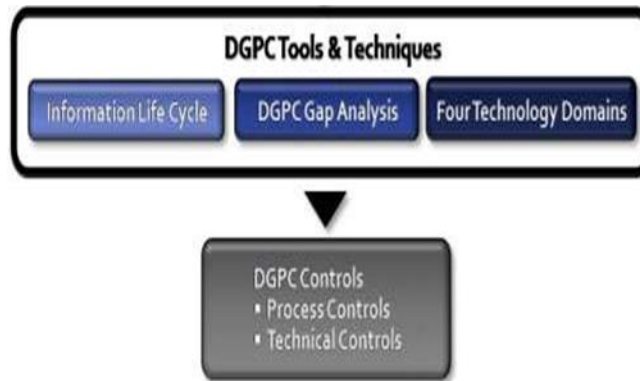 DGPC Tools & Techniques
Information Life Cycle
DGPC Gap Analysis
Four Technology Domains
DGPC Controls
▪ Process Controls
▪ Technical Controls